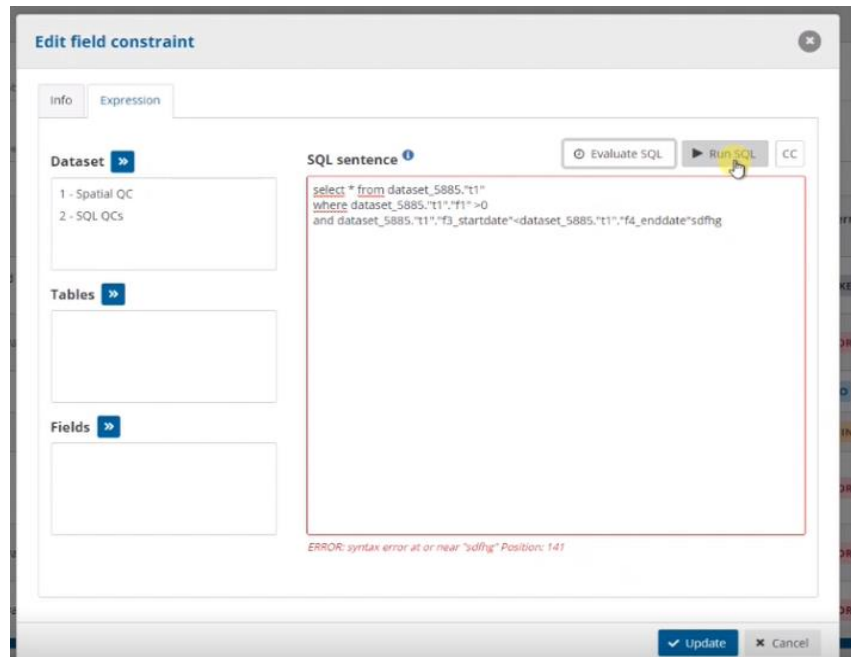 Edit field constraint
Info
Expression
Dataset
1 - Spatial QC
2 - SQL QCs
Tables
Fields
SQL sentence
Evaluate SQL
Run SQL
CC
select * from dataset_5885."t1"
where dataset_5885."t1"."f1" >0
and dataset_5885."t1"."f3_startdate"<dataset_5885."t1"."f4_enddate"sdfhg
ERROR: syntax error at or near "sdfhg" Position: 141
Update
Cancel